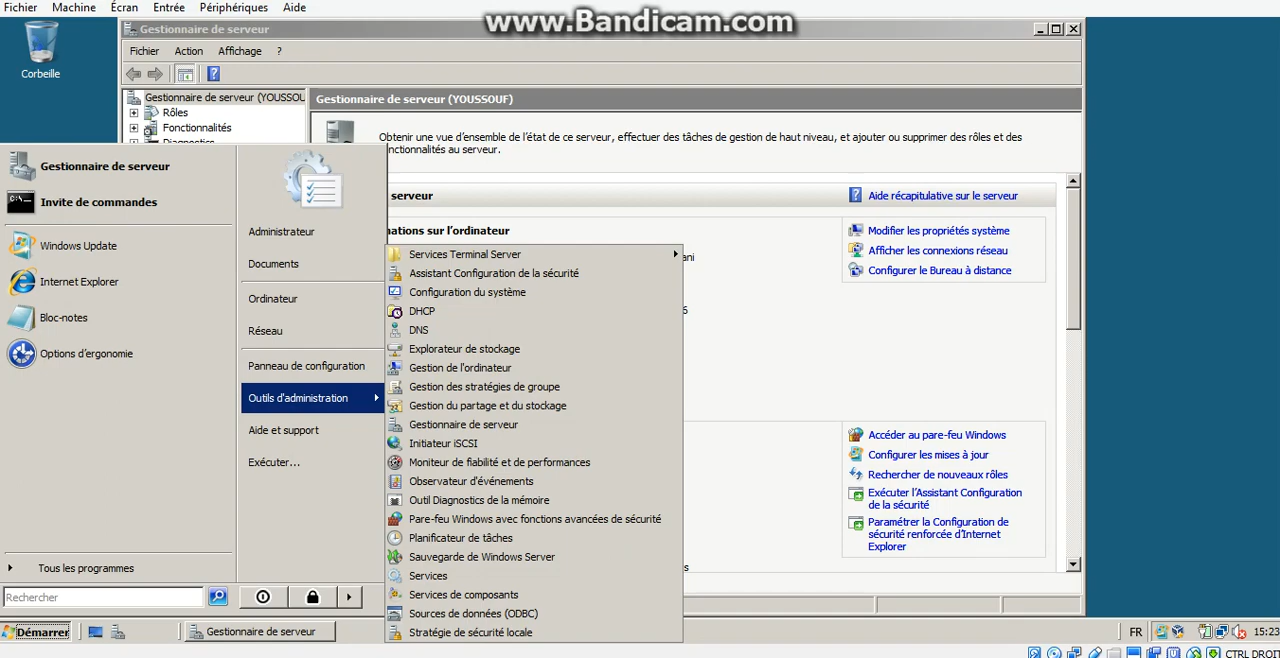 Fichier Machine Écran Entrée Périphériques Aide
www.Bandicam.com
Corbeille
Gestionnaire de serveur
Fichier Action Affichage ?
Gestionnaire de serveur (YOUSSOU
Rôles
Fonctionnalités
Gestionnaire de serveur (YOUSSOUF)
Obtenir une vue d'ensemble de l'état de ce serveur, effectuer des tâches de gestion de haut niveau, et ajouter ou supprimer des rôles et des
onctionnalités au serveur.
serveur
Aide récapitulative sur le serveur
nations sur l'ordinateur
ani
6
Modifier les propriétés système
Afficher les connexions réseau
Configurer le Bureau à distance
Accéder au pare-feu Windows
Configurer les mises à jour
Rechercher de nouveaux rôles
Exécuter l'Assistant Configuration
de la sécurité
Paramétrer la Configuration de
sécurité renforcée d'Internet
Explorer
s
Gestionnaire de serveur
Invite de commandes
Windows Update
Internet Explorer
Bloc-notes
Options d'ergonomie
Tous les programmes
Rechercher
Administrateur
Documents
Ordinateur
Réseau
Panneau de configuration
Outils d'administration
Aide et support
Exécuter...
Services Terminal Server
Assistant Configuration de la sécurité
Configuration du système
DHCP
DNS
Explorateur de stockage
Gestion de l'ordinateur
Gestion des stratégies de groupe
Gestion du partage et du stockage
Gestionnaire de serveur
Initiateur iSCSI
Moniteur de fiabilité et de performances
Observateur d'événements
Outil Diagnostics de la mémoire
Pare-feu Windows avec fonctions avancées de sécurité
Planificateur de tâches
Sauvegarde de Windows Server
Services
Services de composants
Sources de données (ODBC)
Stratégie de sécurité locale
Démarrer
Gestionnaire de serveur
FR
15:23
CTRL DROIT